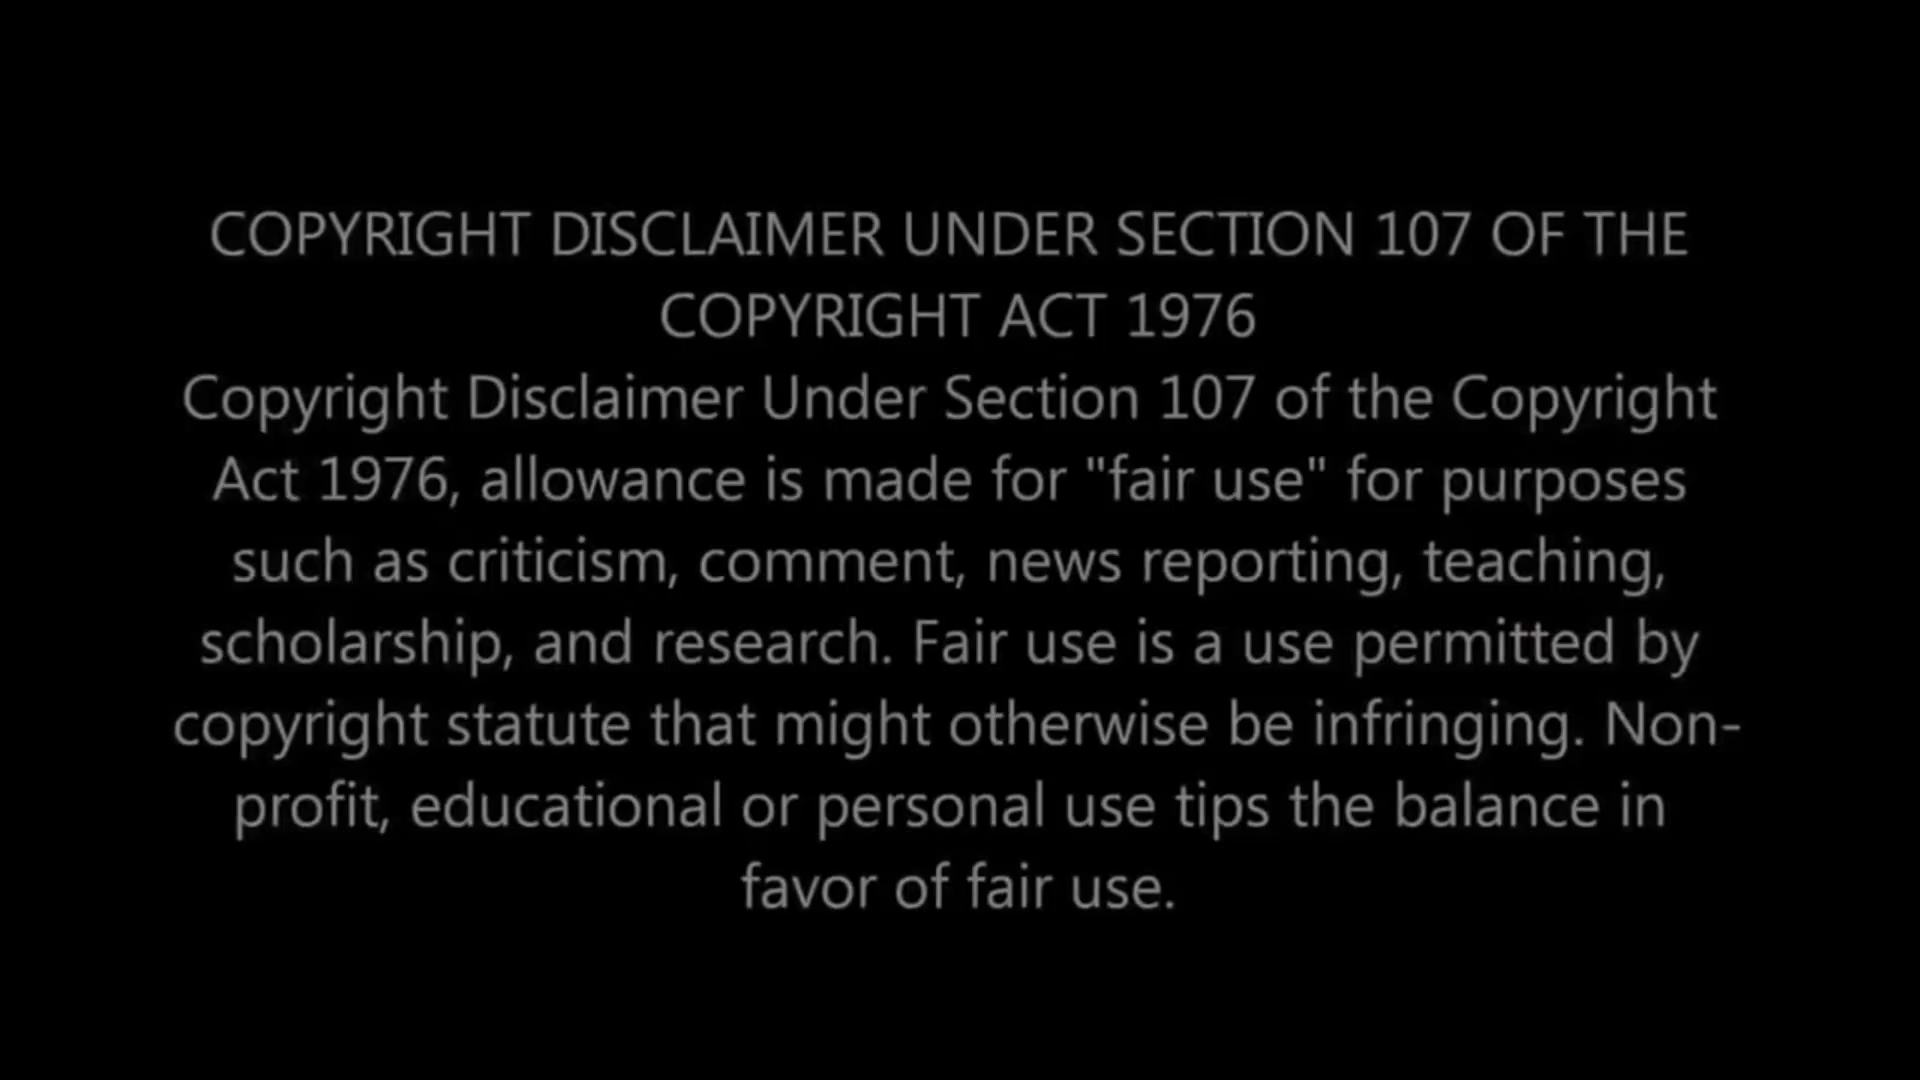 COPYRIGHT DISCLAIMER UNDER SECTION 107 OF THE
COPYRIGHT ACT 1976
Copyright Disclaimer Under Section 107 of the Copyright
Act 1976, allowance is made for "fair use" for purposes
such as criticism, comment, news reporting, teaching,
scholarship, and research. Fair use is a use permitted by
copyright statute that might otherwise be infringing. Non-
profit, educational or personal use tips the balance in
favor of fair use.